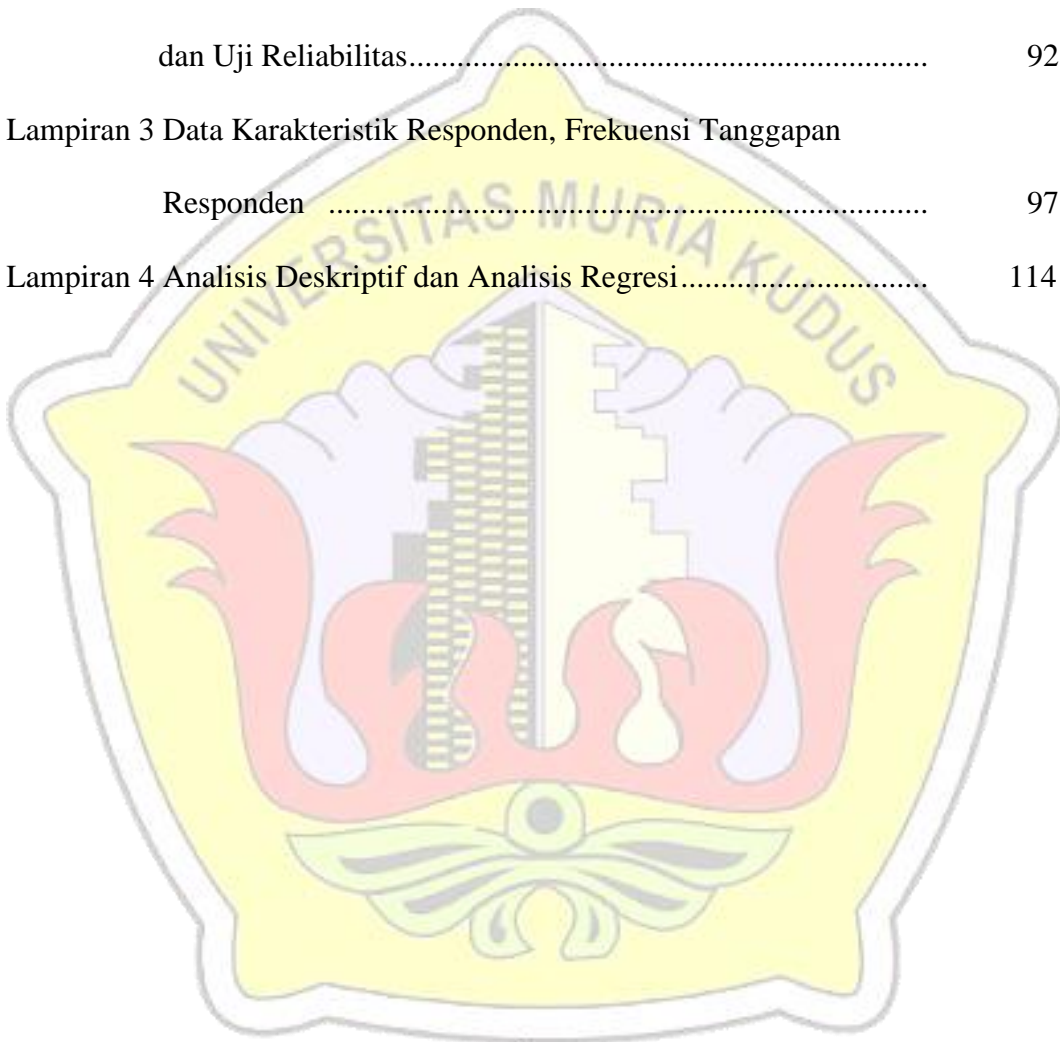 dan Uji Reliabilitas............................................................... 92
Lampiran 3 Data Karakteristik Responden, Frekuensi Tanggapan
Responden ......................................................................... 97
Lampiran 4 Analisis Deskriptif dan Analisis Regresi.............................. 114
UNIVERSITAS MURIA KUDUS